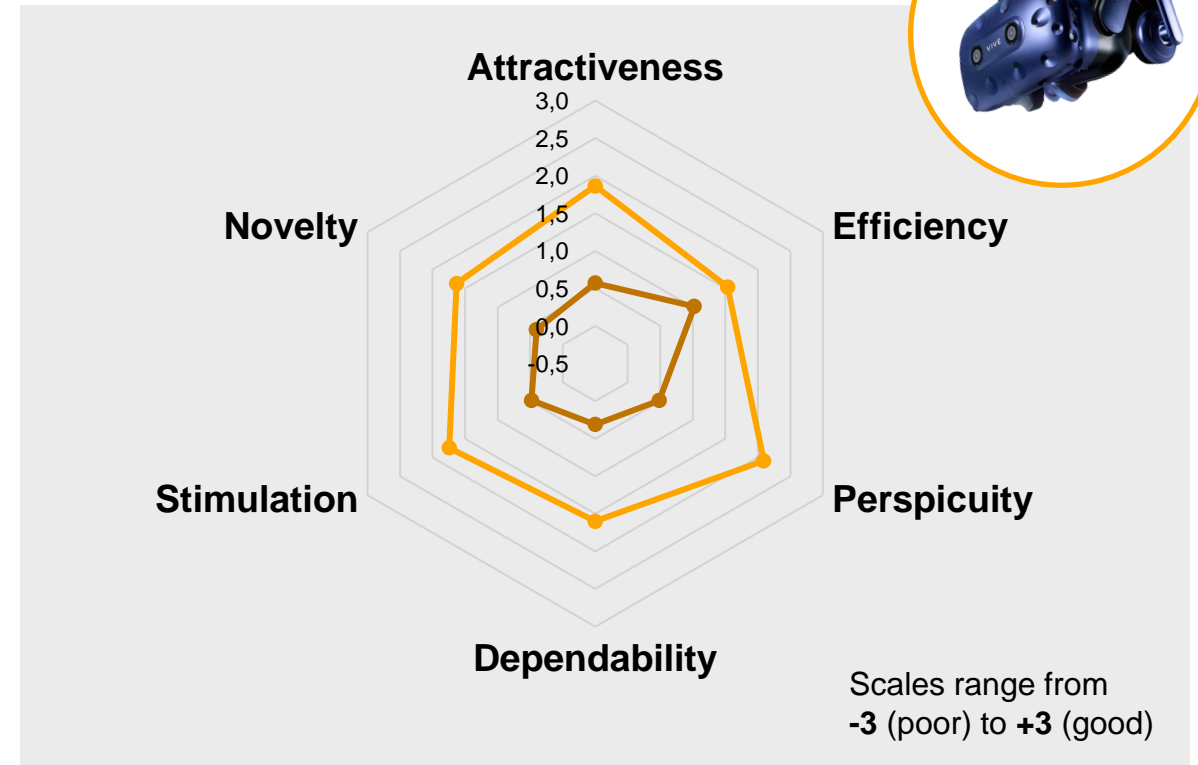 VIVE
Attractiveness
3,0
2,5
2,0
1,5
1,0
0,5
0,0
-0,5
Novelty
Efficiency
Stimulation
Perspicuity
Dependability
Scales range from
-3 (poor) to +3 (good)